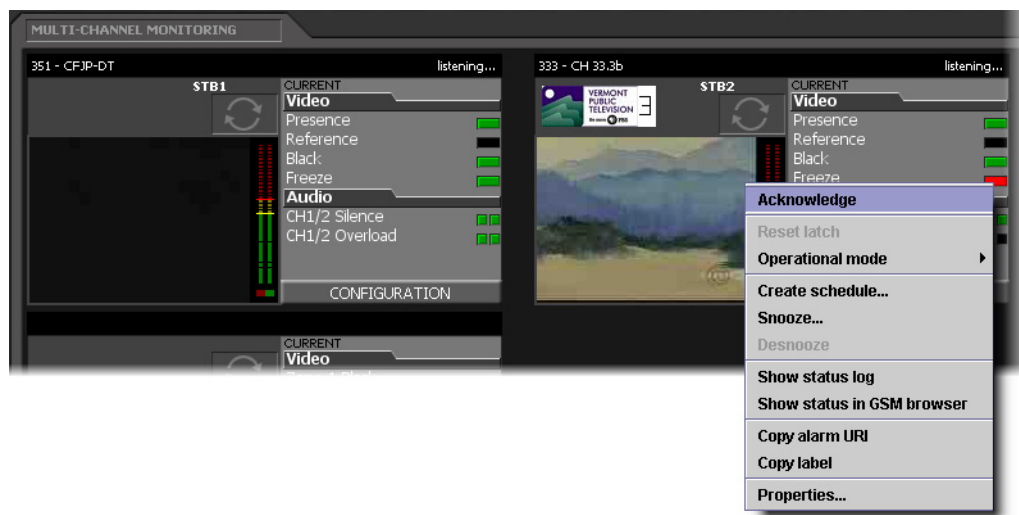 MULTI-CHANNEL MONITORING
351 - CFJP-DT
listening...
STB1
CURRENT
Video
Presence
Reference
Black
Freeze
Audio
CH1/2 Silence
CH1/2 Overload
CONFIGURATION
CURRENT
Video
333 - CH 33.3b
listening...
VERMONT
PUBLIC
TELEVISION
PBS
STB2
CURRENT
Video
Presence
Reference
Black
Freeze
Acknowledge
Reset latch
Operational mode
Create schedule...
Snooze...
Desnooze
Show status log
Show status in GSM browser
Copy alarm URI
Copy label
Properties...